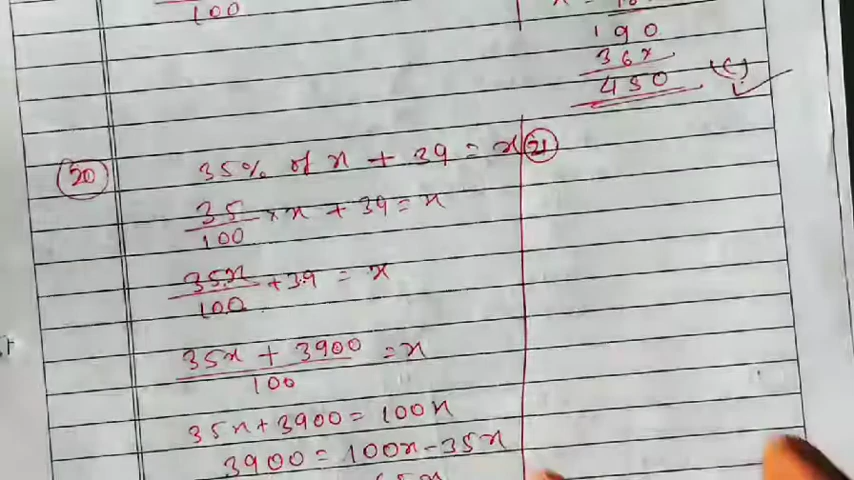 100
190
36x
450 (c)
20 35% of x + 39 = x
35/100 × x + 39 = x
35x/100 + 39 = x
35x + 3900/100 = x
35x + 3900 = 100x
3900 = 100x - 35x
21